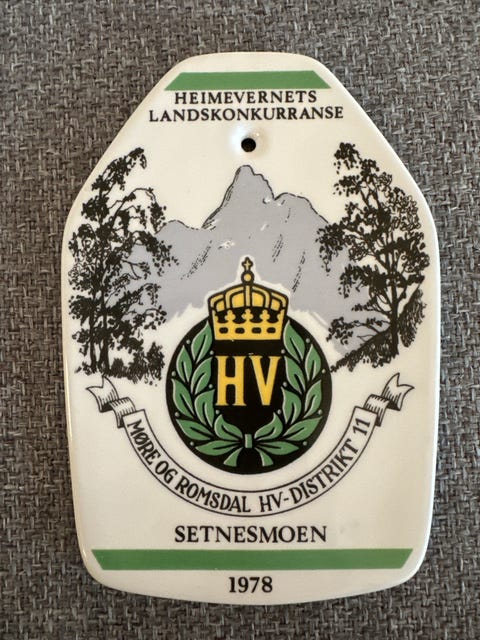 HEIMEVERNETS
LANDSKONKURRANSE
HV
MØRE OG ROMSDAL HV-DISTRIKT 11
SETNESMOEN
1978